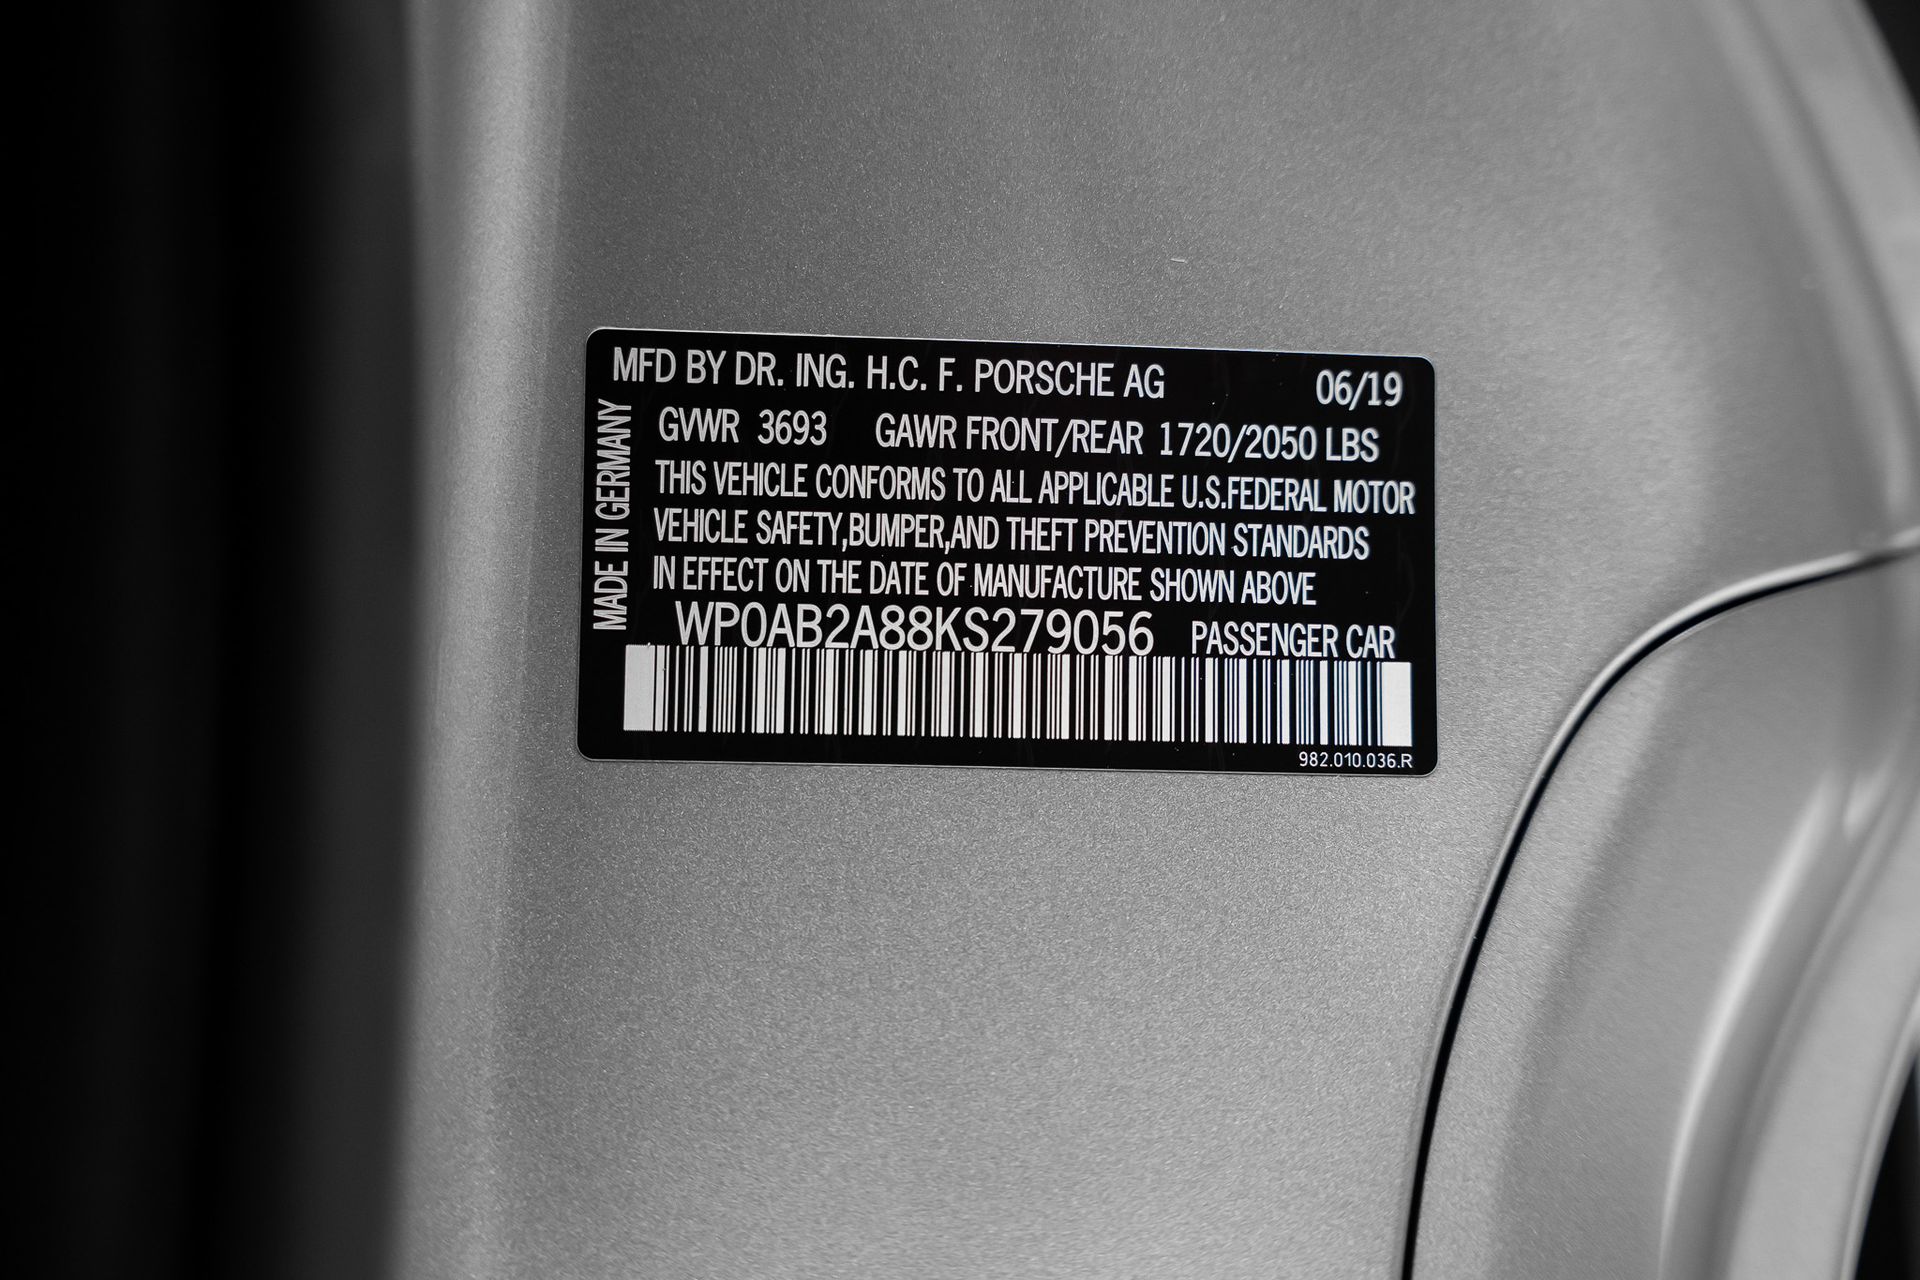 MFD BY DR. ING. H.C. F. PORSCHE AG 06/19
GVWR 3693 GAWR FRONT/REAR 1720/2050 LBS
THIS VEHICLE CONFORMS TO ALL APPLICABLE U.S.FEDERAL MOTOR
VEHICLE SAFETY,BUMPER,AND THEFT PREVENTION STANDARDS
IN EFFECT ON THE DATE OF MANUFACTURE SHOWN ABOVE
WP0AB2A88KS279056 PASSENGER CAR
982.010.036.R
MADE IN GERMANY